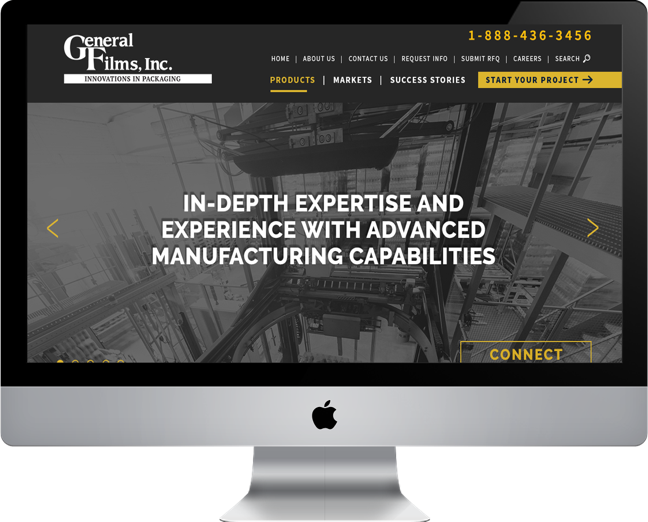 General
Films, Inc.
INNOVATIONS IN PACKAGING
1-888-436-3456
HOME | ABOUT US | CONTACT US | REQUEST INFO | SUBMIT RFQ | CAREERS | SEARCH
PRODUCTS | MARKETS | SUCCESS STORIES
START YOUR PROJECT
IN-DEPTH EXPERTISE AND
EXPERIENCE WITH ADVANCED
MANUFACTURING CAPABILITIES
CONNECT